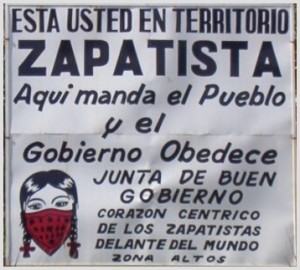 ESTA USTED EN TERRITORIO
ZAPATISTA
Aqui manda el Pueblo
y el
Gobierno Obedece
JUNTA DE BUEN
GOBIERNO
CORAZON CENTRICO
DE LOS ZAPATISTAS
DELANTE DEL MUNDO
ZONA ALTOS